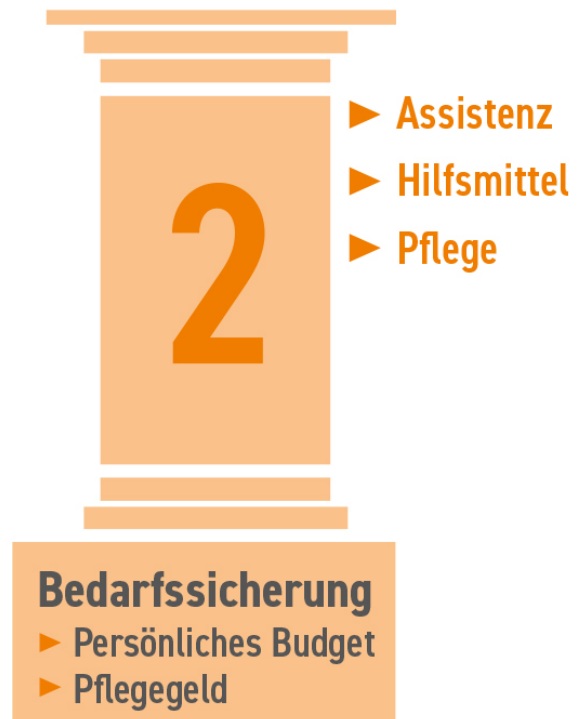 ► Assistenz
► Hilfsmittel
► Pflege
2
Bedarfssicherung
► Persönliches Budget
► Pflegegeld